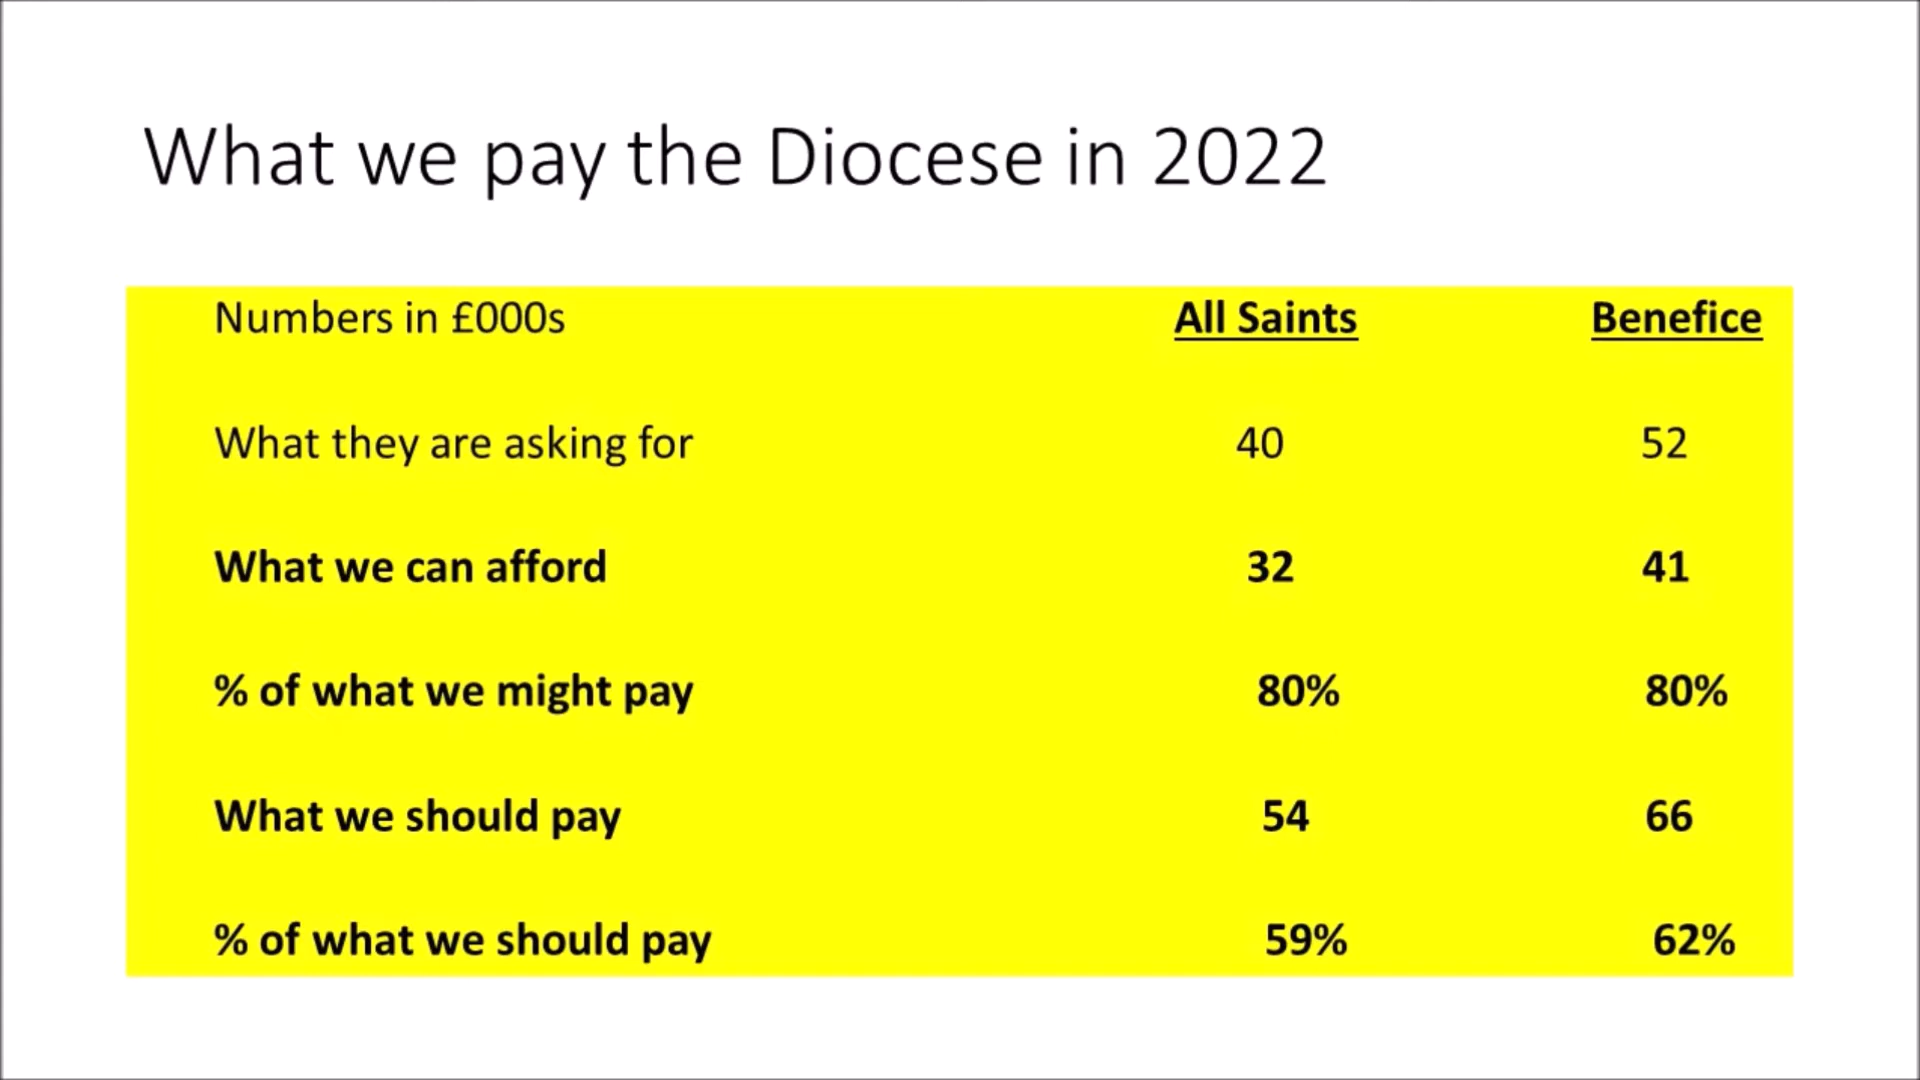 What we pay the Diocese in 2022
Numbers in £000s All Saints Benefice
What they are asking for 40 52
What we can afford 32 41
% of what we might pay 80% 80%
What we should pay 54 66
% of what we should pay 59% 62%